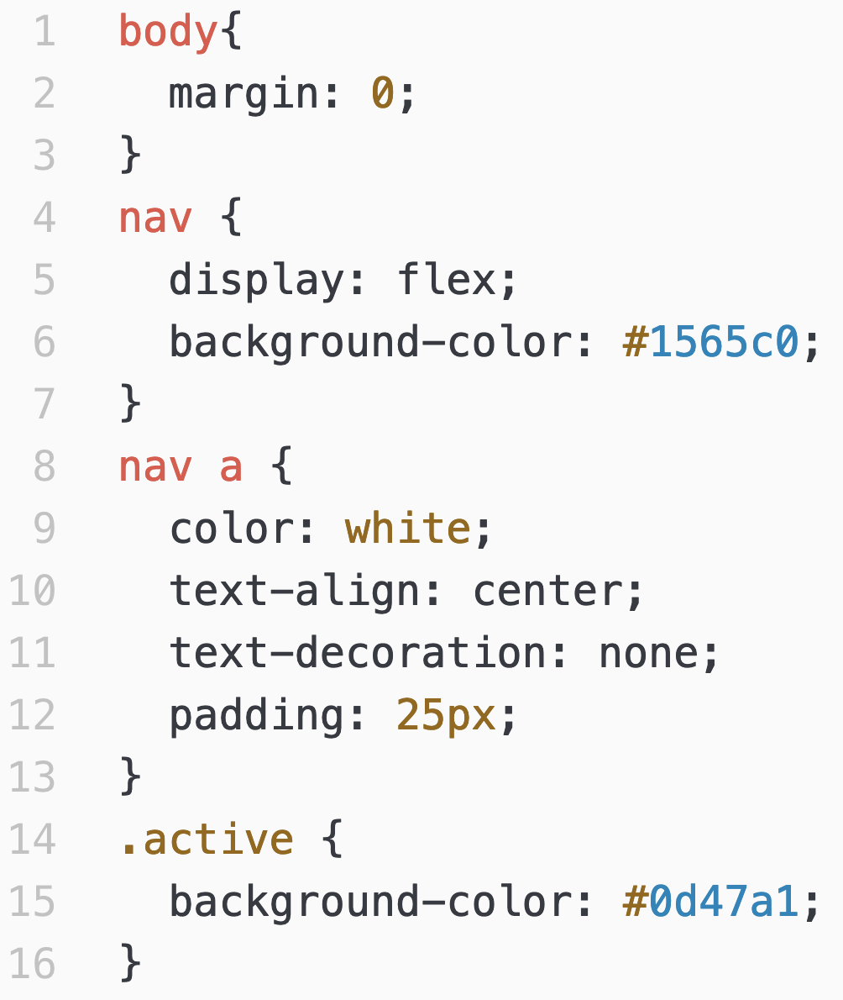 1 body{
2 margin: 0;
3 }
4 nav {
5 display: flex;
6 background-color: #1565c0;
7 }
8 nav a {
9 color: white;
10 text-align: center;
11 text-decoration: none;
12 padding: 25px;
13 }
14 .active {
15 background-color: #0d47a1;
16 }